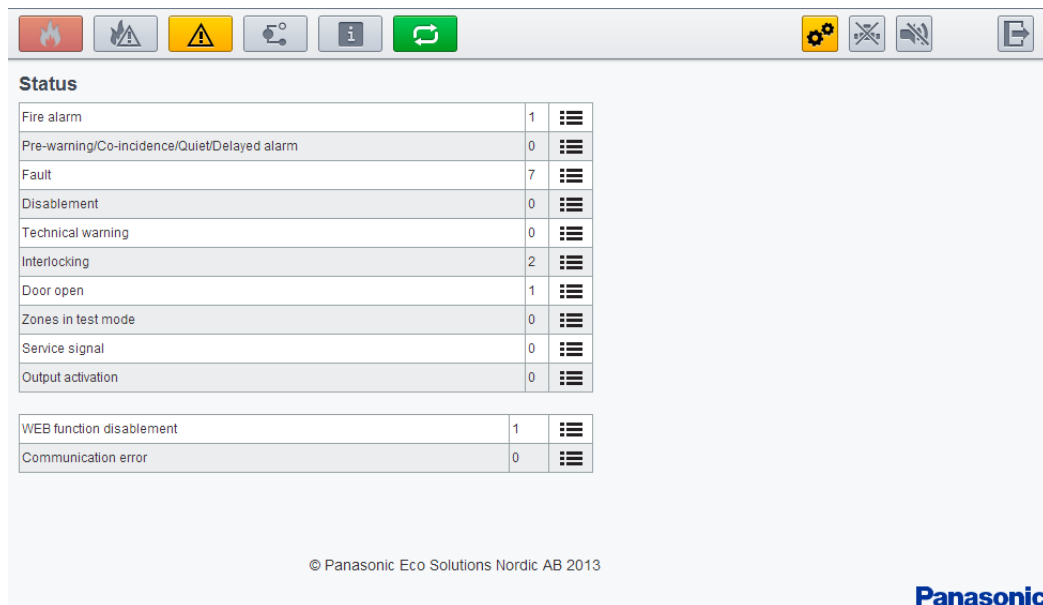 Status
Fire alarm 1
Pre-warning/Co-incidence/Quiet/Delayed alarm 0
Fault 7
Disablement 0
Technical warning 0
Interlocking 2
Door open 1
Zones in test mode 0
Service signal 0
Output activation 0
WEB function disablement 1
Communication error 0
© Panasonic Eco Solutions Nordic AB 2013
Panasonic